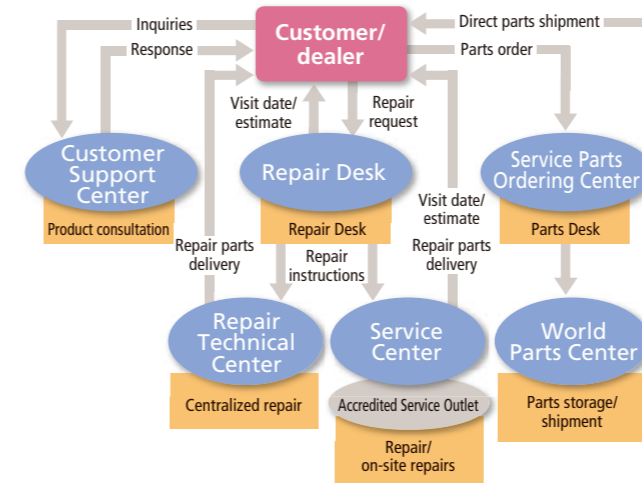 Inquiries
Response
Customer/
dealer
Direct parts shipment
Parts order
Visit date/
estimate
Repair
request
Customer
Support
Center
Product consultation
Repair Desk
Repair Desk
Service Parts
Ordering Center
Parts Desk
Visit date/
estimate
Repair parts
delivery
Repair parts
delivery
Repair
instructions
Repair
Technical
Center
Centralized repair
Service
Center
Accredited Service Outlet
Repair/
on-site repairs
World
Parts Center
Parts storage/
shipment